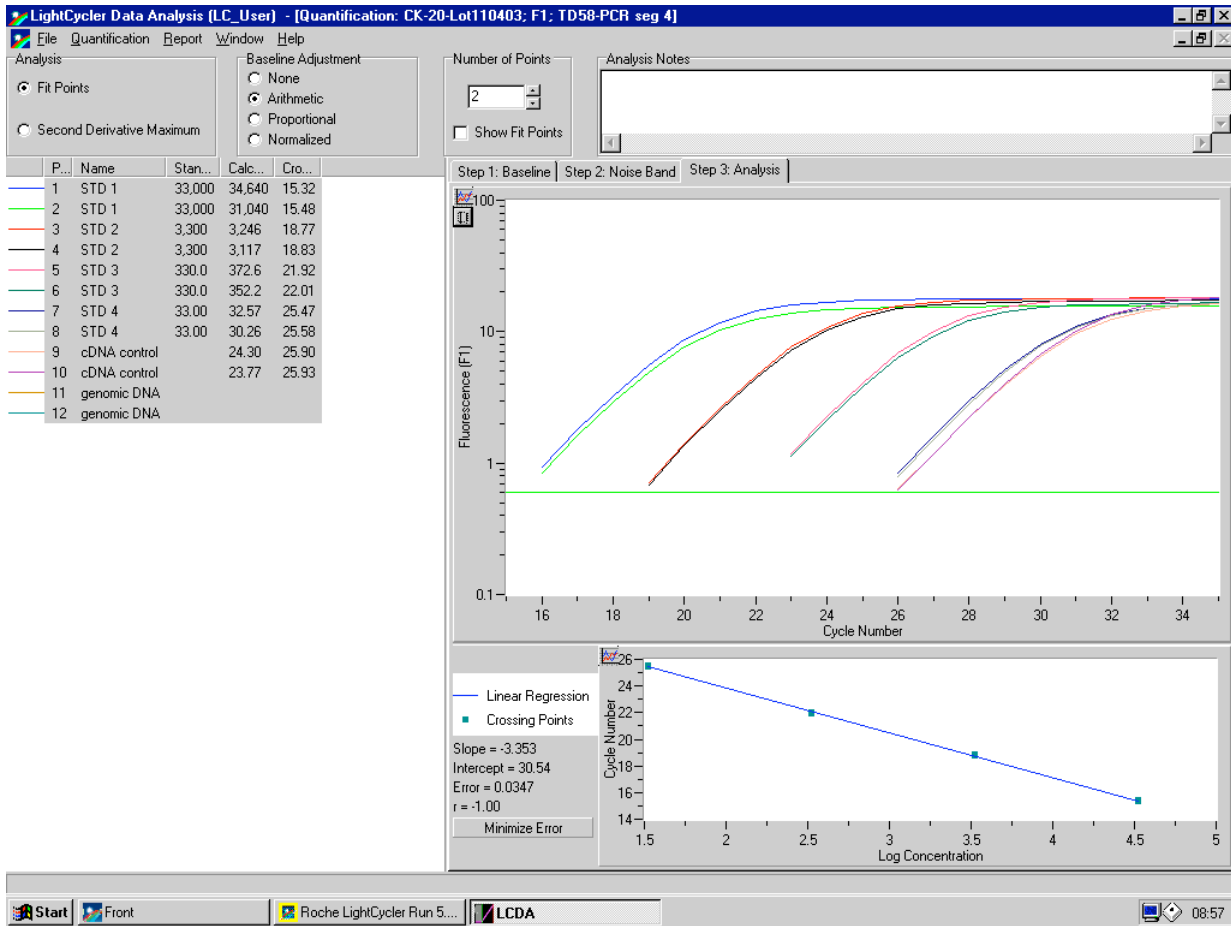 LightCycler Data Analysis (LC_User) - [Quantification: CK-20-Lot110403; F1; TD58-PCR seg 4]
File Quantification Report Window Help
Analysis
Fit Points
Second Derivative Maximum
Baseline Adjustment
None
Arithmetic
Proportional
Normalized
Number of Points
2
Show Fit Points
Analysis Notes
P... Name Stan... Calc... Cro...
1 STD 1 33,000 34,640 15.32
2 STD 1 33,000 31,040 15.48
3 STD 2 3,300 3,246 18.77
4 STD 2 3,300 3,117 18.83
5 STD 3 330.0 372.6 21.92
6 STD 3 330.0 352.2 22.01
7 STD 4 33.00 32.57 25.47
8 STD 4 33.00 30.26 25.58
9 cDNA control 24.30 25.90
10 cDNA control 23.77 25.93
11 genomic DNA
12 genomic DNA
Step 1: Baseline Step 2: Noise Band Step 3: Analysis
100
10
1
0.1
Fluorescence (F1)
16 18 20 22 24 26 28 30 32 34
Cycle Number
Linear Regression
Crossing Points
Slope = -3.353
Intercept = 30.54
Error = 0.0347
r = -1.00
Minimize Error
26
24
22
20
18
16
14
Cycle Number
1.5 2 2.5 3 3.5 4 4.5 5
Log Concentration
Start Front Roche LightCycler Run 5.... LCDA 08:57